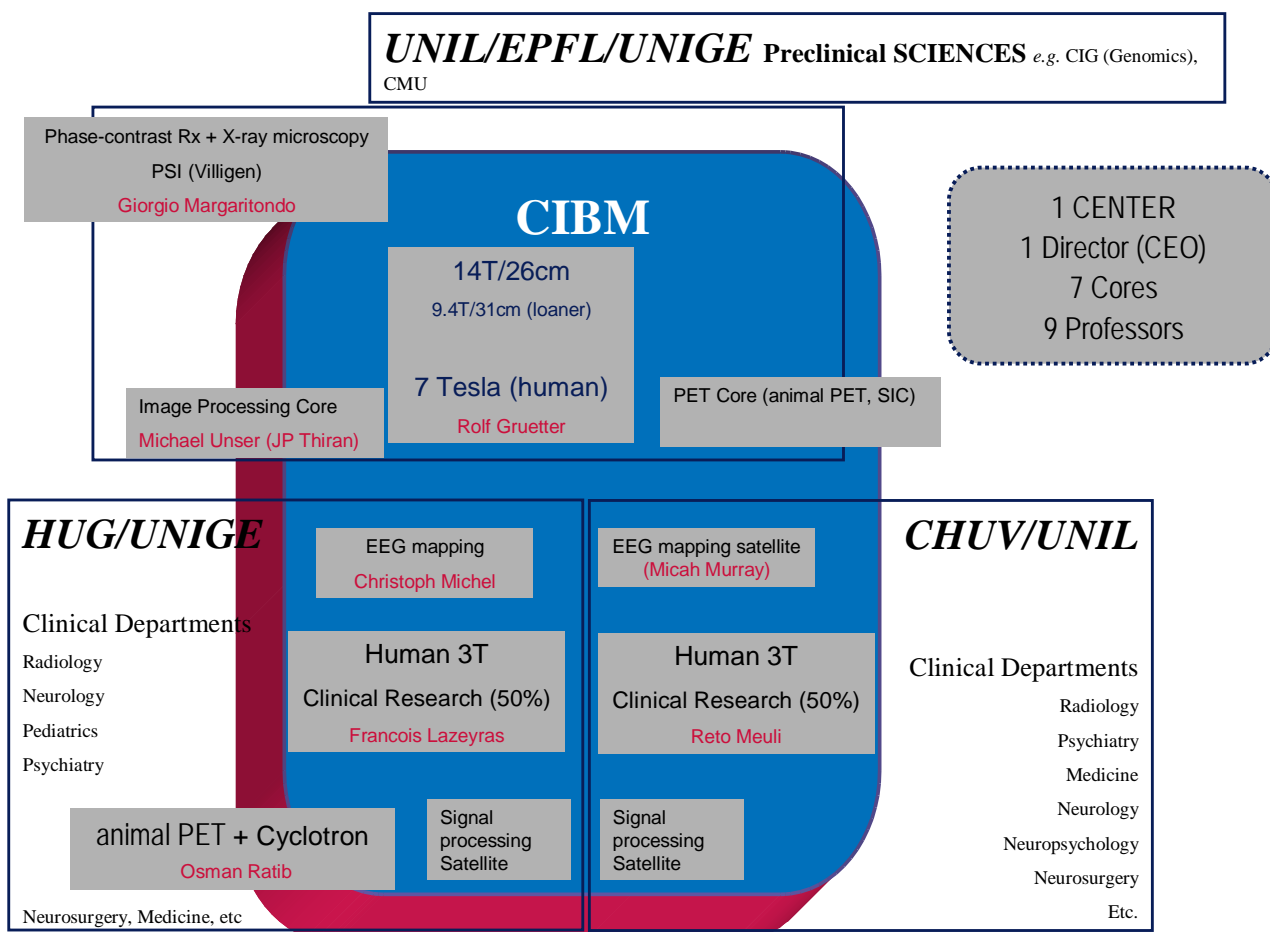 UNIL/EPFL/UNIGE Preclinical SCIENCES e.g. CIG (Genomics),
CMU
Phase-contrast Rx + X-ray microscopy
PSI (Villigen)
Giorgio Margaritondo
CIBM
14T/26cm
9.4T/31cm (loaner)
7 Tesla (human)
Rolf Gruetter
1 CENTER
1 Director (CEO)
7 Cores
9 Professors
Image Processing Core
Michael Unser (JP Thiran)
PET Core (animal PET, SIC)
HUG/UNIGE
EEG mapping
Christoph Michel
Clinical Departments
Radiology
Neurology
Pediatrics
Psychiatry
Human 3T
Clinical Research (50%)
Francois Lazeyras
animal PET + Cyclotron
Osman Ratib
Signal
processing
Satellite
Neurosurgery, Medicine, etc
CHUV/UNIL
EEG mapping satellite
(Micah Murray)
Human 3T
Clinical Research (50%)
Reto Meuli
Signal
processing
Satellite
Clinical Departments
Radiology
Psychiatry
Medicine
Neurology
Neuropsychology
Neurosurgery
Etc.